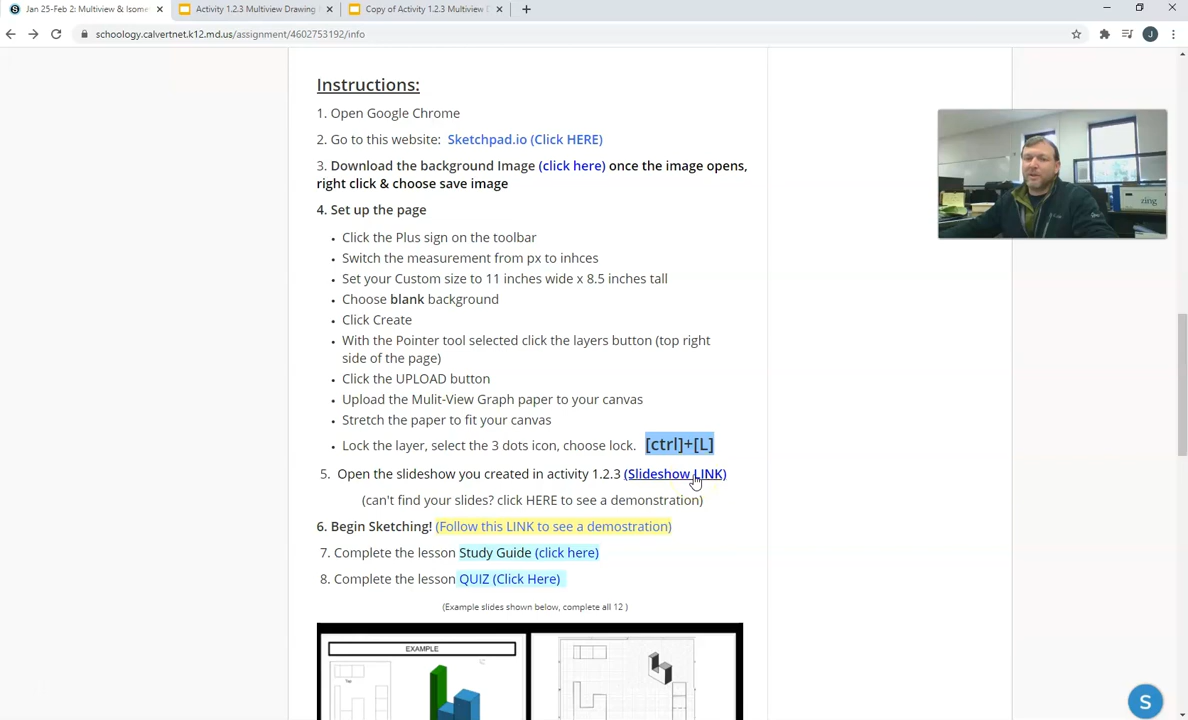 Jan 25-Feb 2: Multiview & Isome
Activity 1.2.3 Multiview Drawing
Copy of Activity 1.2.3 Multiview D
schoology.calvertnet.k12.md.us/assignment/4602753192/info
J
Instructions:
1. Open Google Chrome
2. Go to this website: Sketchpad.io (Click HERE)
3. Download the background Image (click here) once the image opens,
right click & choose save image
4. Set up the page
• Click the Plus sign on the toolbar
• Switch the measurement from px to inhces
• Set your Custom size to 11 inches wide x 8.5 inches tall
• Choose blank background
• Click Create
• With the Pointer tool selected click the layers button (top right
side of the page)
• Click the UPLOAD button
• Upload the Mulit-View Graph paper to your canvas
• Stretch the paper to fit your canvas
• Lock the layer, select the 3 dots icon, choose lock. [ctrl]+[L]
5. Open the slideshow you created in activity 1.2.3 (Slideshow LINK)
(can't find your slides? click HERE to see a demonstration)
6. Begin Sketching! (Follow this LINK to see a demostration)
7. Complete the lesson Study Guide (click here)
8. Complete the lesson QUIZ (Click Here)
(Example slides shown below, complete all 12 )
EXAMPLE
Top
zing
S